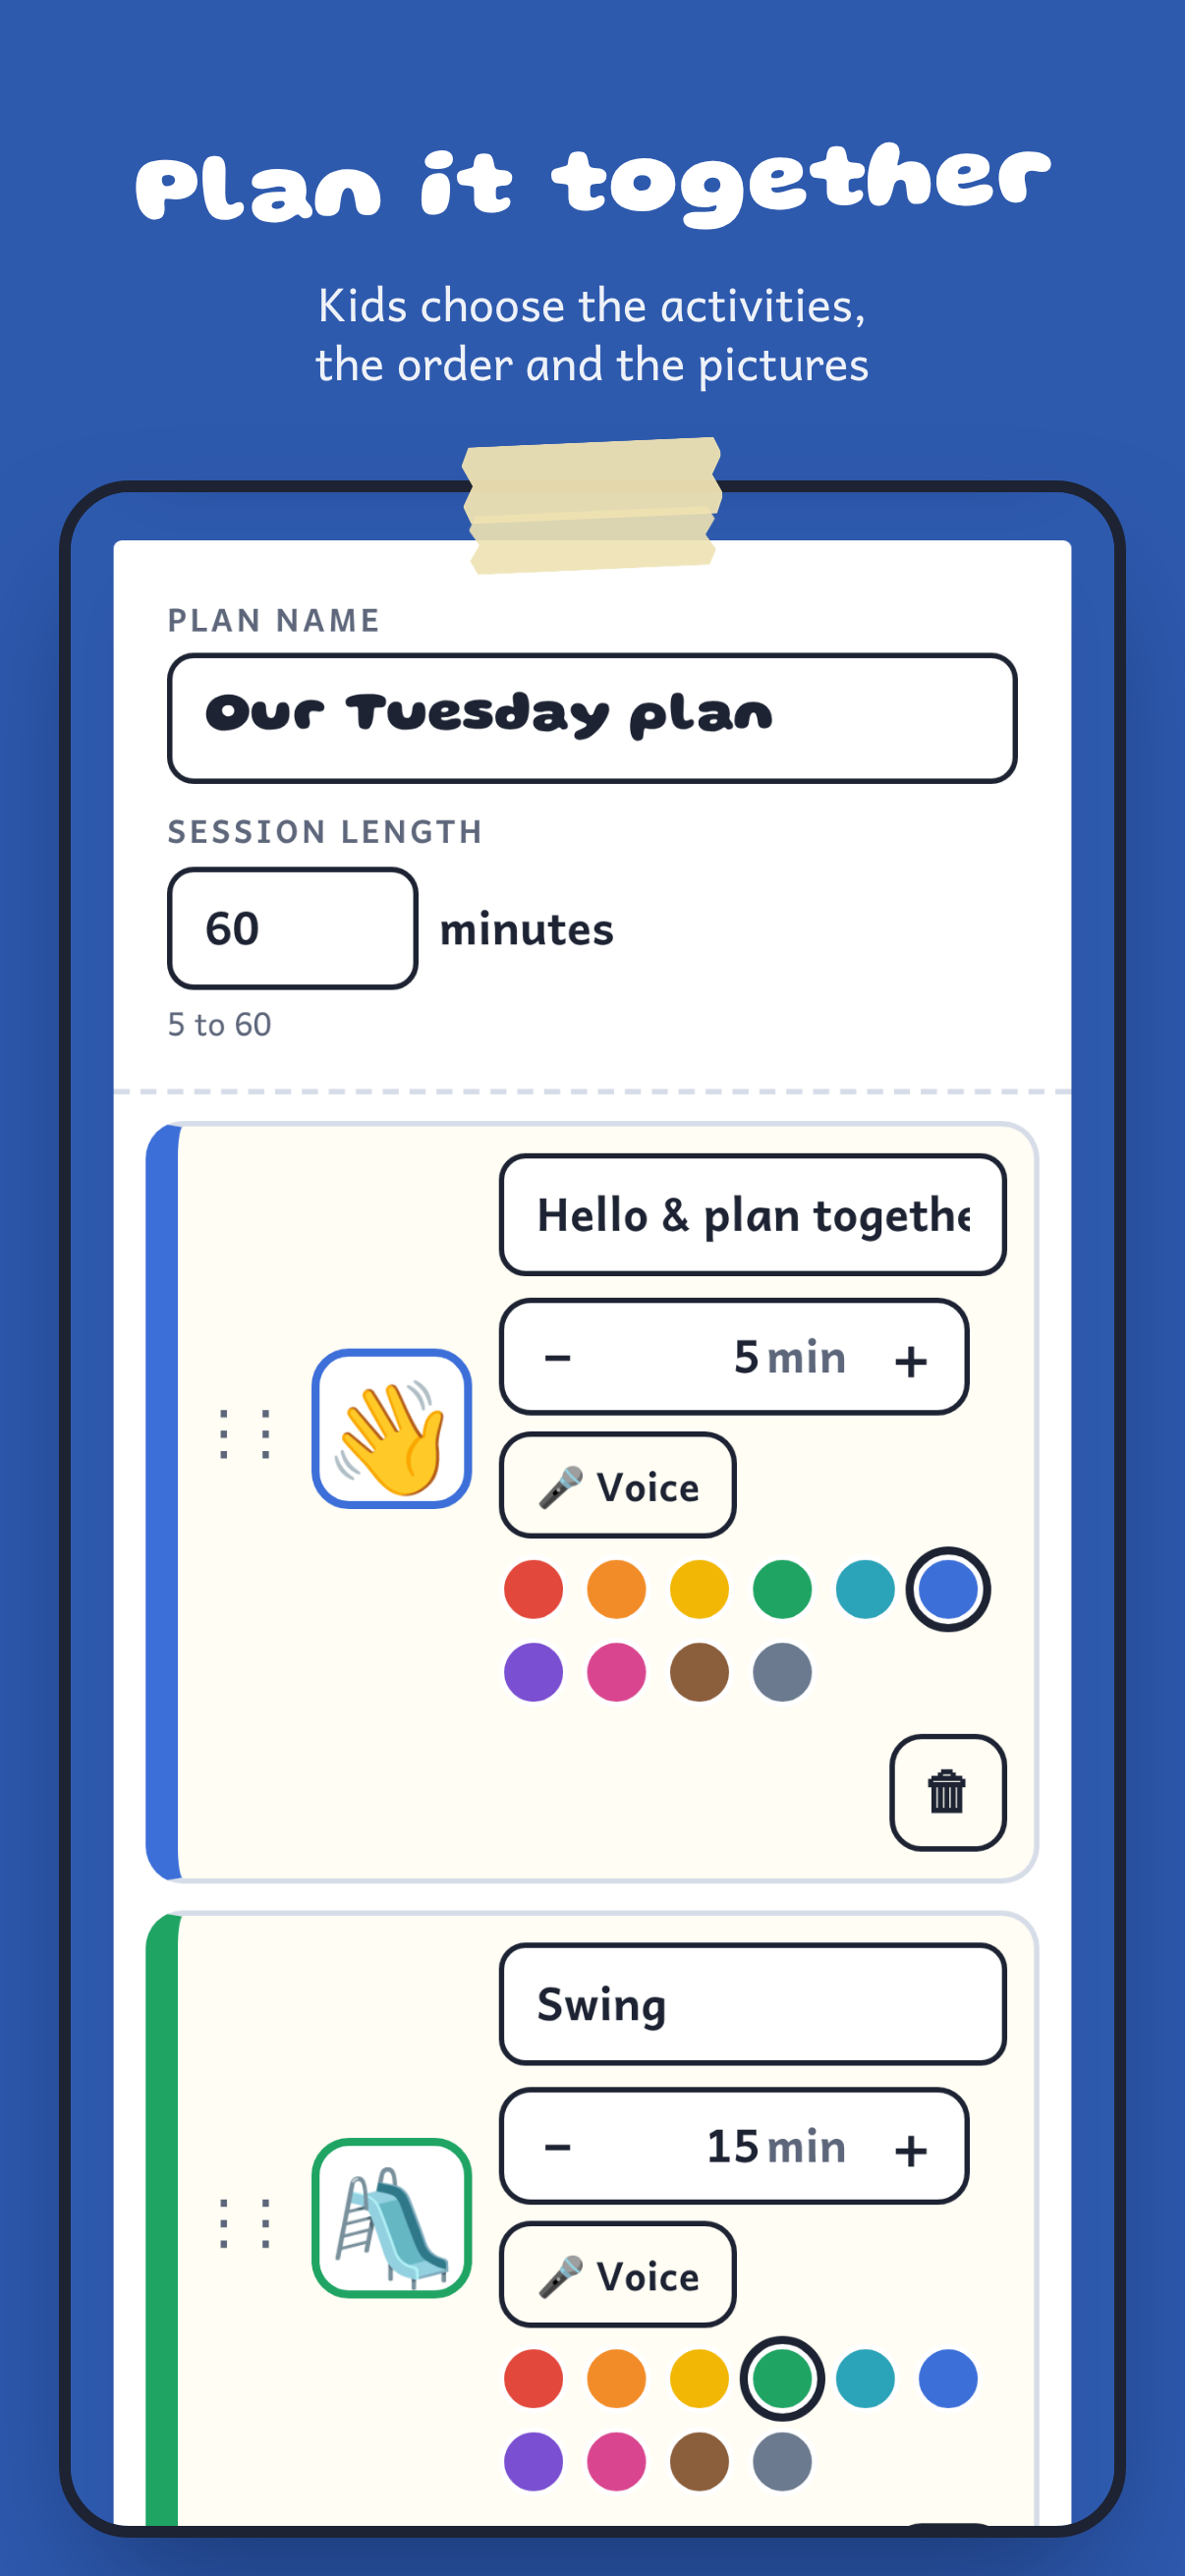 Plan it together
Kids choose the activities,
the order and the pictures
PLAN NAME
Our Tuesday plan
SESSION LENGTH
60 minutes
5 to 60
Hello & plan togethe
− 5 min +
Voice
Swing
− 15 min +
Voice